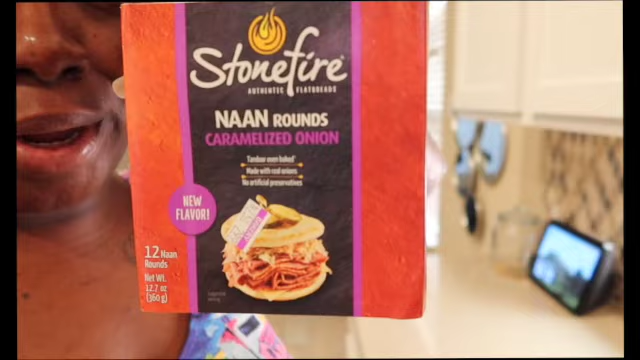 Stonefire
AUTHENTIC FLATBREADS
NAAN ROUNDS
CARAMELIZED ONION
Tandoor oven baked
Made with real onions
No artificial preservatives
NEW
FLAVOR!
12 Naan
Rounds
Net Wt.
12.7 oz
(360 g)